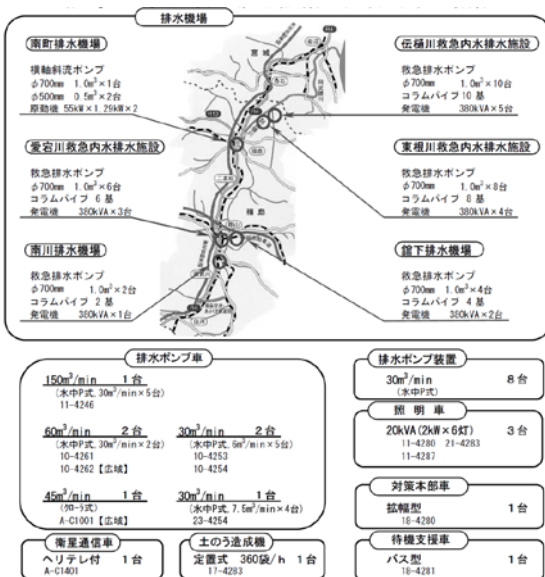 排水機場
南町排水機場
横軸斜流ポンプ
φ700mm 1.0m³×1台
φ500mm 0.5m³×2台
原動機 55kW×1,29kW×2
愛宕川救急内水排水施設
救急排水ポンプ
φ700mm 1.0m³×6台
コラムパイプ 6 基
発電機 380kVA×3台
南川排水機場
救急排水ポンプ
φ700mm 1.0m³×2台
コラムパイプ 2 基
発電機 380kVA×1台
伝樋川救急内水排水施設
救急排水ポンプ
φ700mm 1.0m³×10台
コラムパイプ 10 基
発電機 380kVA×5台
東根川救急内水排水施設
救急排水ポンプ
φ700mm 1.0m³×8台
コラムパイプ 8 基
発電機 380kVA×4台
舘下排水機場
救急排水ポンプ
φ700mm 1.0m³×4台
コラムパイプ 4 基
発電機 380kVA×2台
宮城
福島
排水ポンプ車
150m³/min 1台
(水中P式,30m³/min×5台)
11-4246
60m³/min 2台
(水中P式,30m³/min×2台)
10-4261
10-4262【広域】
45m³/min 1台
(クローラ式)
A-C1001【広域】
30m³/min 2台
(水中P式,6m³/min×5台)
10-4253
10-4254
30m³/min 1台
(水中P式,7.5m³/min×4台)
23-4254
排水ポンプ装置
30m³/min 8台
(水中P式)
照明車
20kVA(2kW×6灯) 3台
11-4280 21-4283
11-4287
対策本部車
拡幅型 1台
18-4280
待機支援車
バス型 1台
18-4281
衛星通信車
ヘリテレ付 1台
A-C1401
土のう造成機
定置式 360袋/h 1台
17-4283